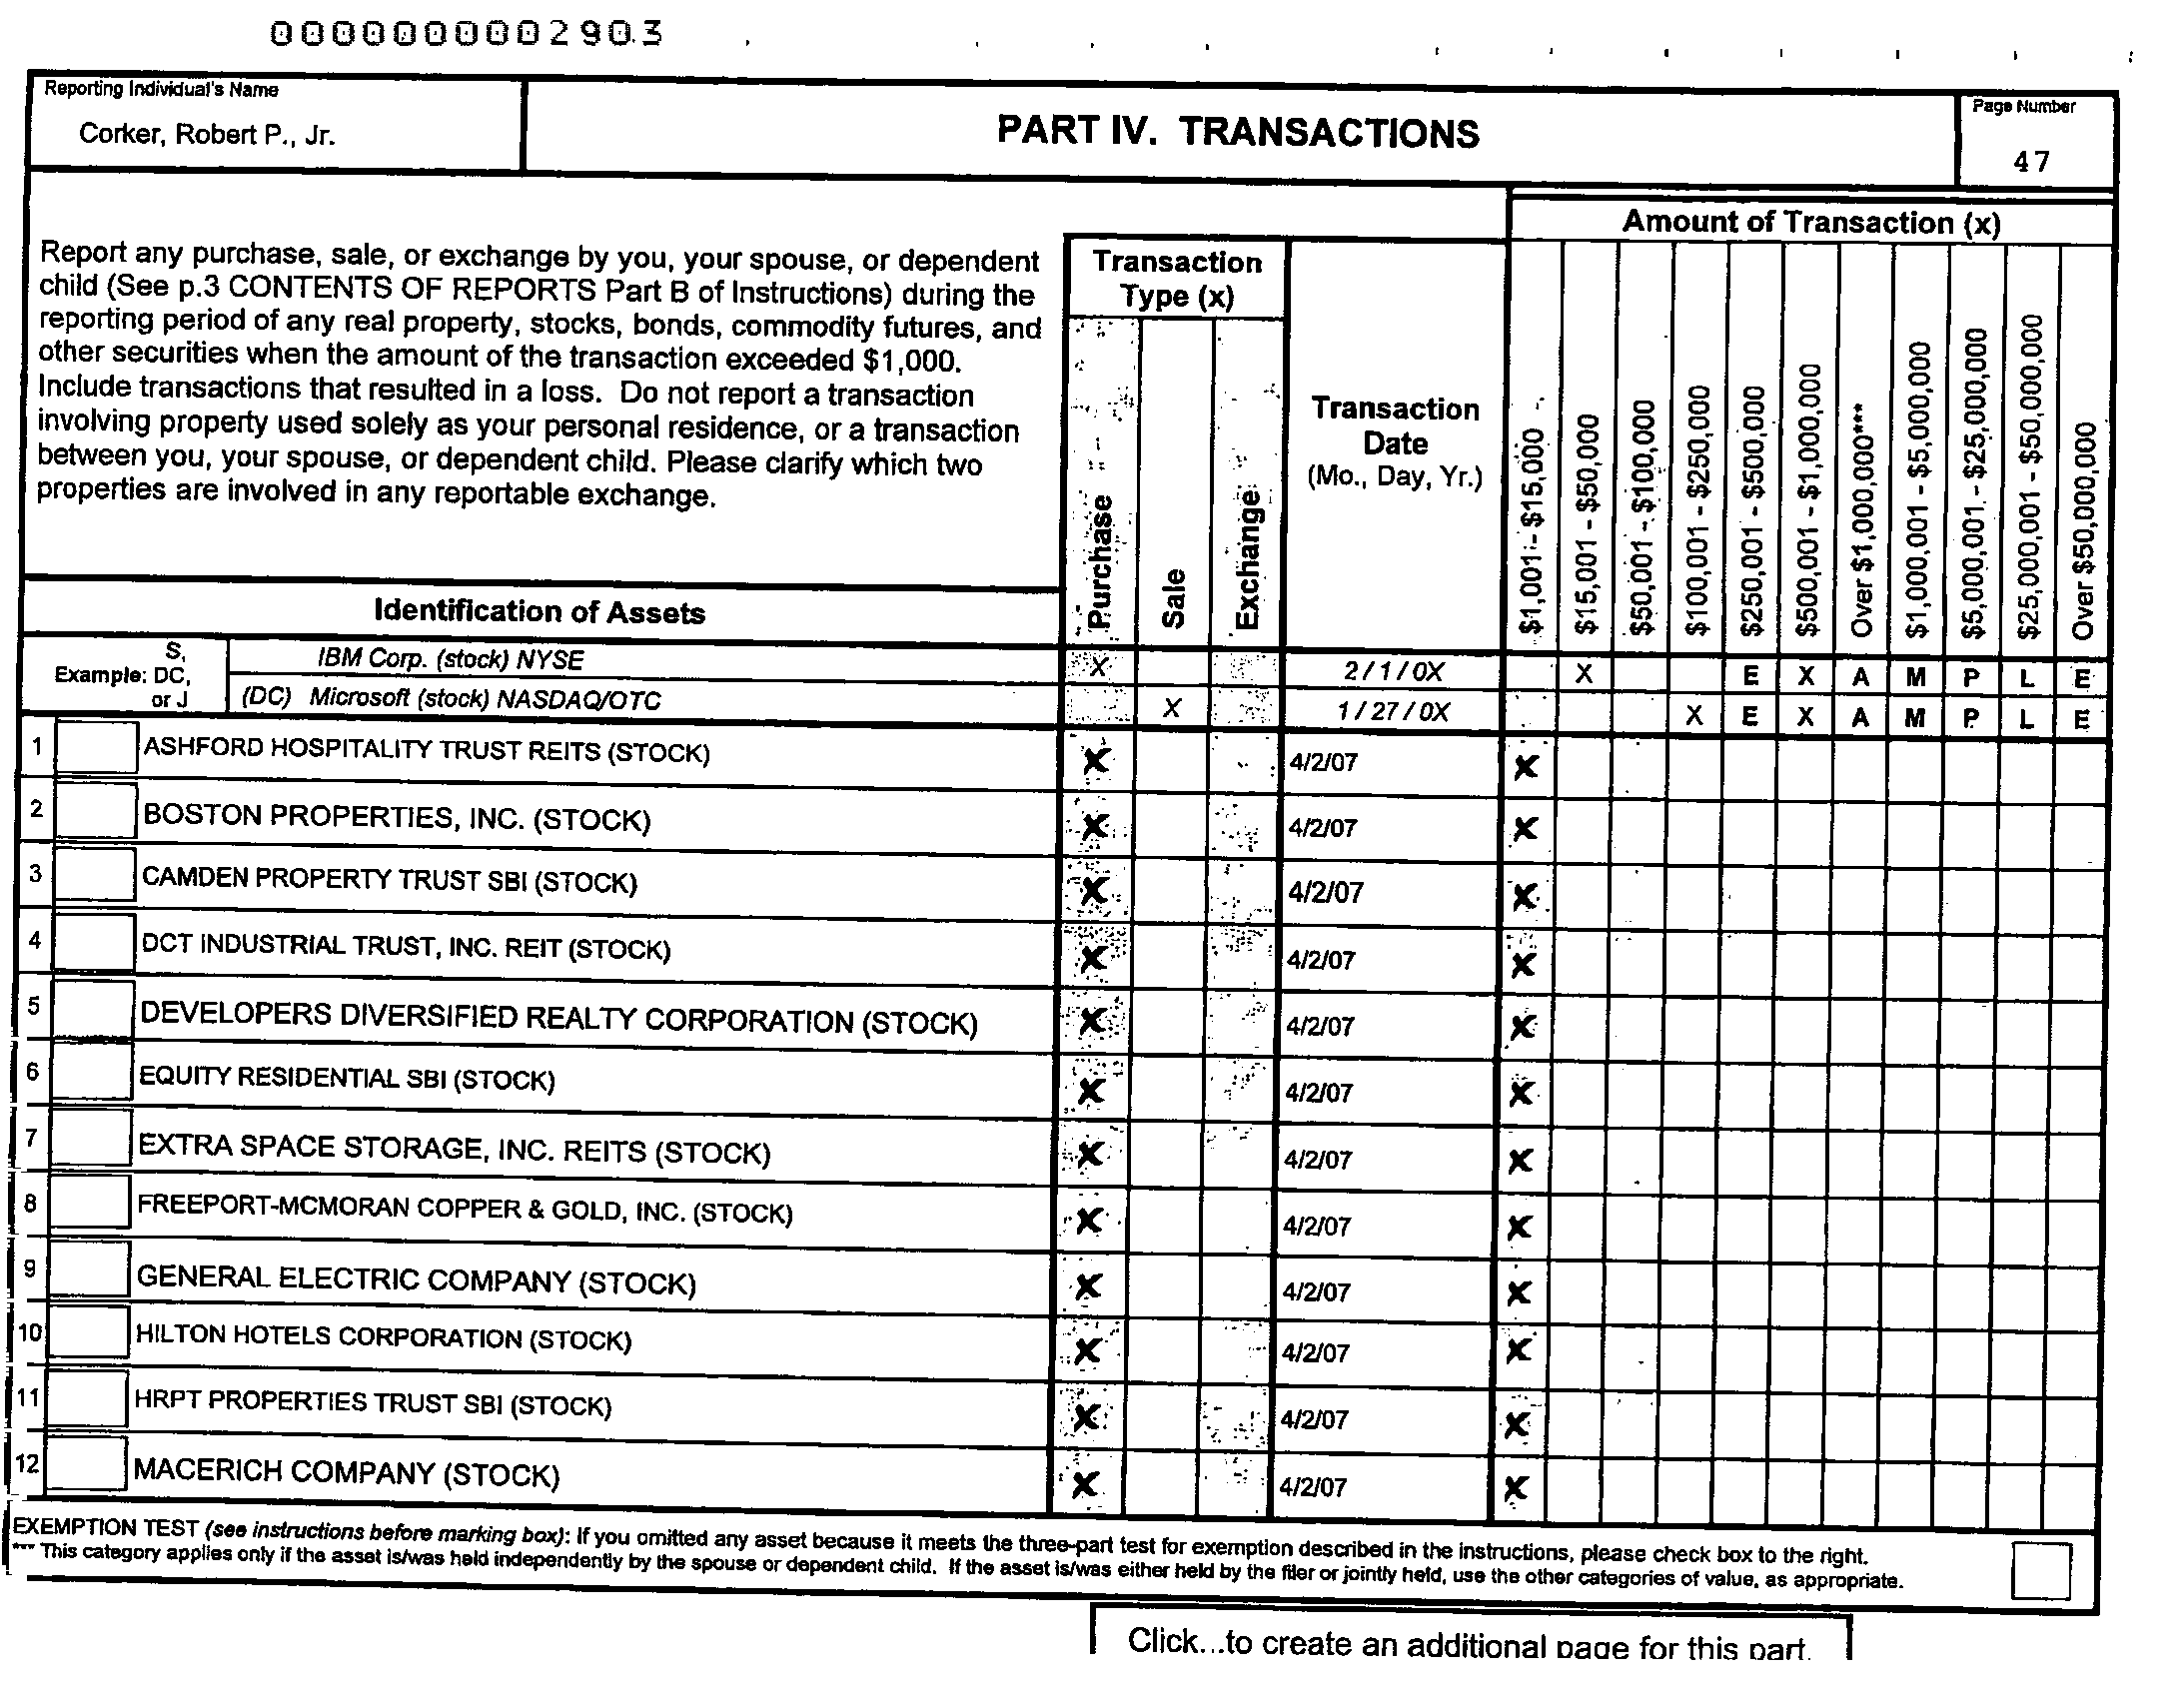 0000000002903
Reporting Individual's Name
Corker, Robert P., Jr.
PART IV. TRANSACTIONS
Page Number
47
Report any purchase, sale, or exchange by you, your spouse, or dependent
child (See p.3 CONTENTS OF REPORTS Part B of Instructions) during the
reporting period of any real property, stocks, bonds, commodity futures, and
other securities when the amount of the transaction exceeded $1,000.
Include transactions that resulted in a loss. Do not report a transaction
involving property used solely as your personal residence, or a transaction
between you, your spouse, or dependent child. Please clarify which two
properties are involved in any reportable exchange.
Identification of Assets
Transaction
Type (x)
Purchase
Sale
Exchange
Transaction
Date
(Mo., Day, Yr.)
Amount of Transaction (x)
$1,001 - $15,000
$15,001 - $50,000
$50,001 - $100,000
$100,001 - $250,000
$250,001 - $500,000
$500,001 - $1,000,000
Over $1,000,000***
$1,000,001 - $5,000,000
$5,000,001 - $25,000,000
$25,000,001 - $50,000,000
Over $50,000,000
Example: S, DC, or J
IBM Corp. (stock) NYSE X 2 / 1 / 0X X E X A M P L E
(DC) Microsoft (stock) NASDAQ/OTC X 1 / 27 / 0X X E X A M P L E
1 ASHFORD HOSPITALITY TRUST REITS (STOCK) X 4/2/07 X
2 BOSTON PROPERTIES, INC. (STOCK) X 4/2/07 X
3 CAMDEN PROPERTY TRUST SBI (STOCK) X 4/2/07 X
4 DCT INDUSTRIAL TRUST, INC. REIT (STOCK) X 4/2/07 X
5 DEVELOPERS DIVERSIFIED REALTY CORPORATION (STOCK) X 4/2/07 X
6 EQUITY RESIDENTIAL SBI (STOCK) X 4/2/07 X
7 EXTRA SPACE STORAGE, INC. REITS (STOCK) X 4/2/07 X
8 FREEPORT-MCMORAN COPPER & GOLD, INC. (STOCK) X 4/2/07 X
9 GENERAL ELECTRIC COMPANY (STOCK) X 4/2/07 X
10 HILTON HOTELS CORPORATION (STOCK) X 4/2/07 X
11 HRPT PROPERTIES TRUST SBI (STOCK) X 4/2/07 X
12 MACERICH COMPANY (STOCK) X 4/2/07 X
EXEMPTION TEST (see instructions before marking box): If you omitted any asset because it meets the three-part test for exemption described in the instructions, please check box to the right.
*** This category applies only if the asset is/was held independently by the spouse or dependent child. If the asset is/was either held by the filer or jointly held, use the other categories of value, as appropriate.
Click...to create an additional page for this part.